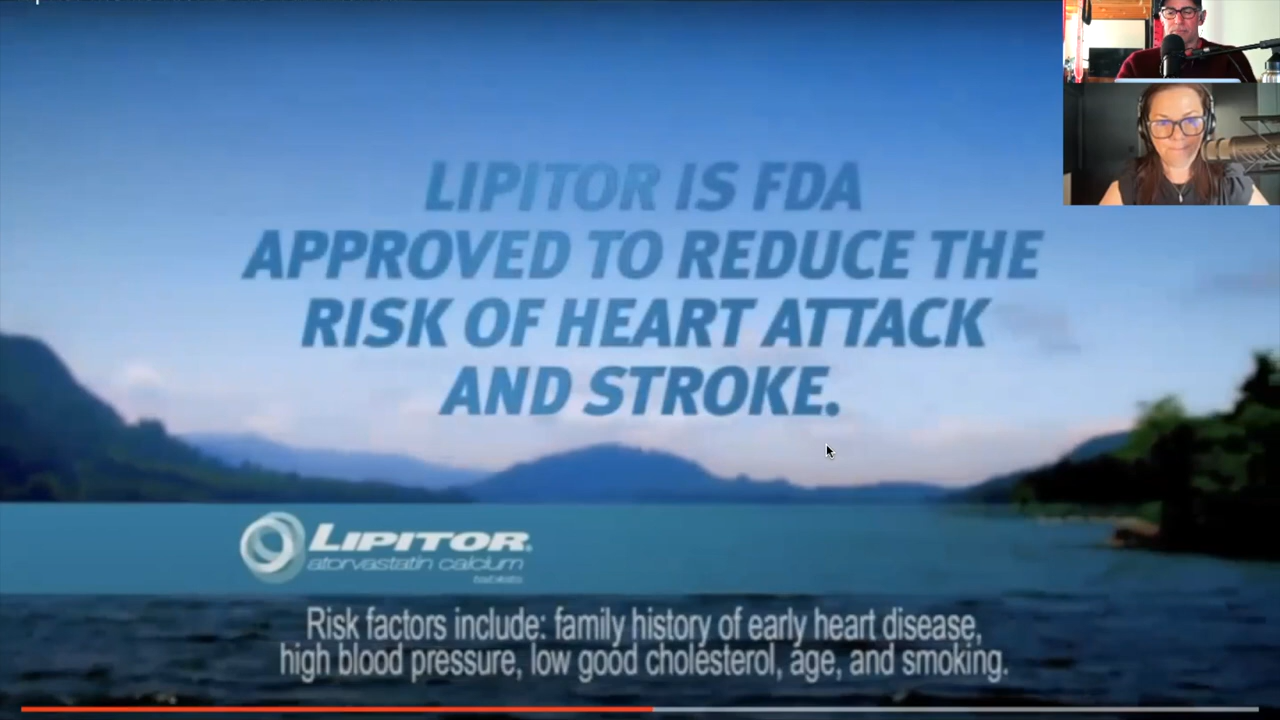 LIPITOR IS FDA
APPROVED TO REDUCE THE
RISK OF HEART ATTACK
AND STROKE.
LIPITOR®
atorvastatin calcium
tablets
Risk factors include: family history of early heart disease,
high blood pressure, low good cholesterol, age, and smoking.